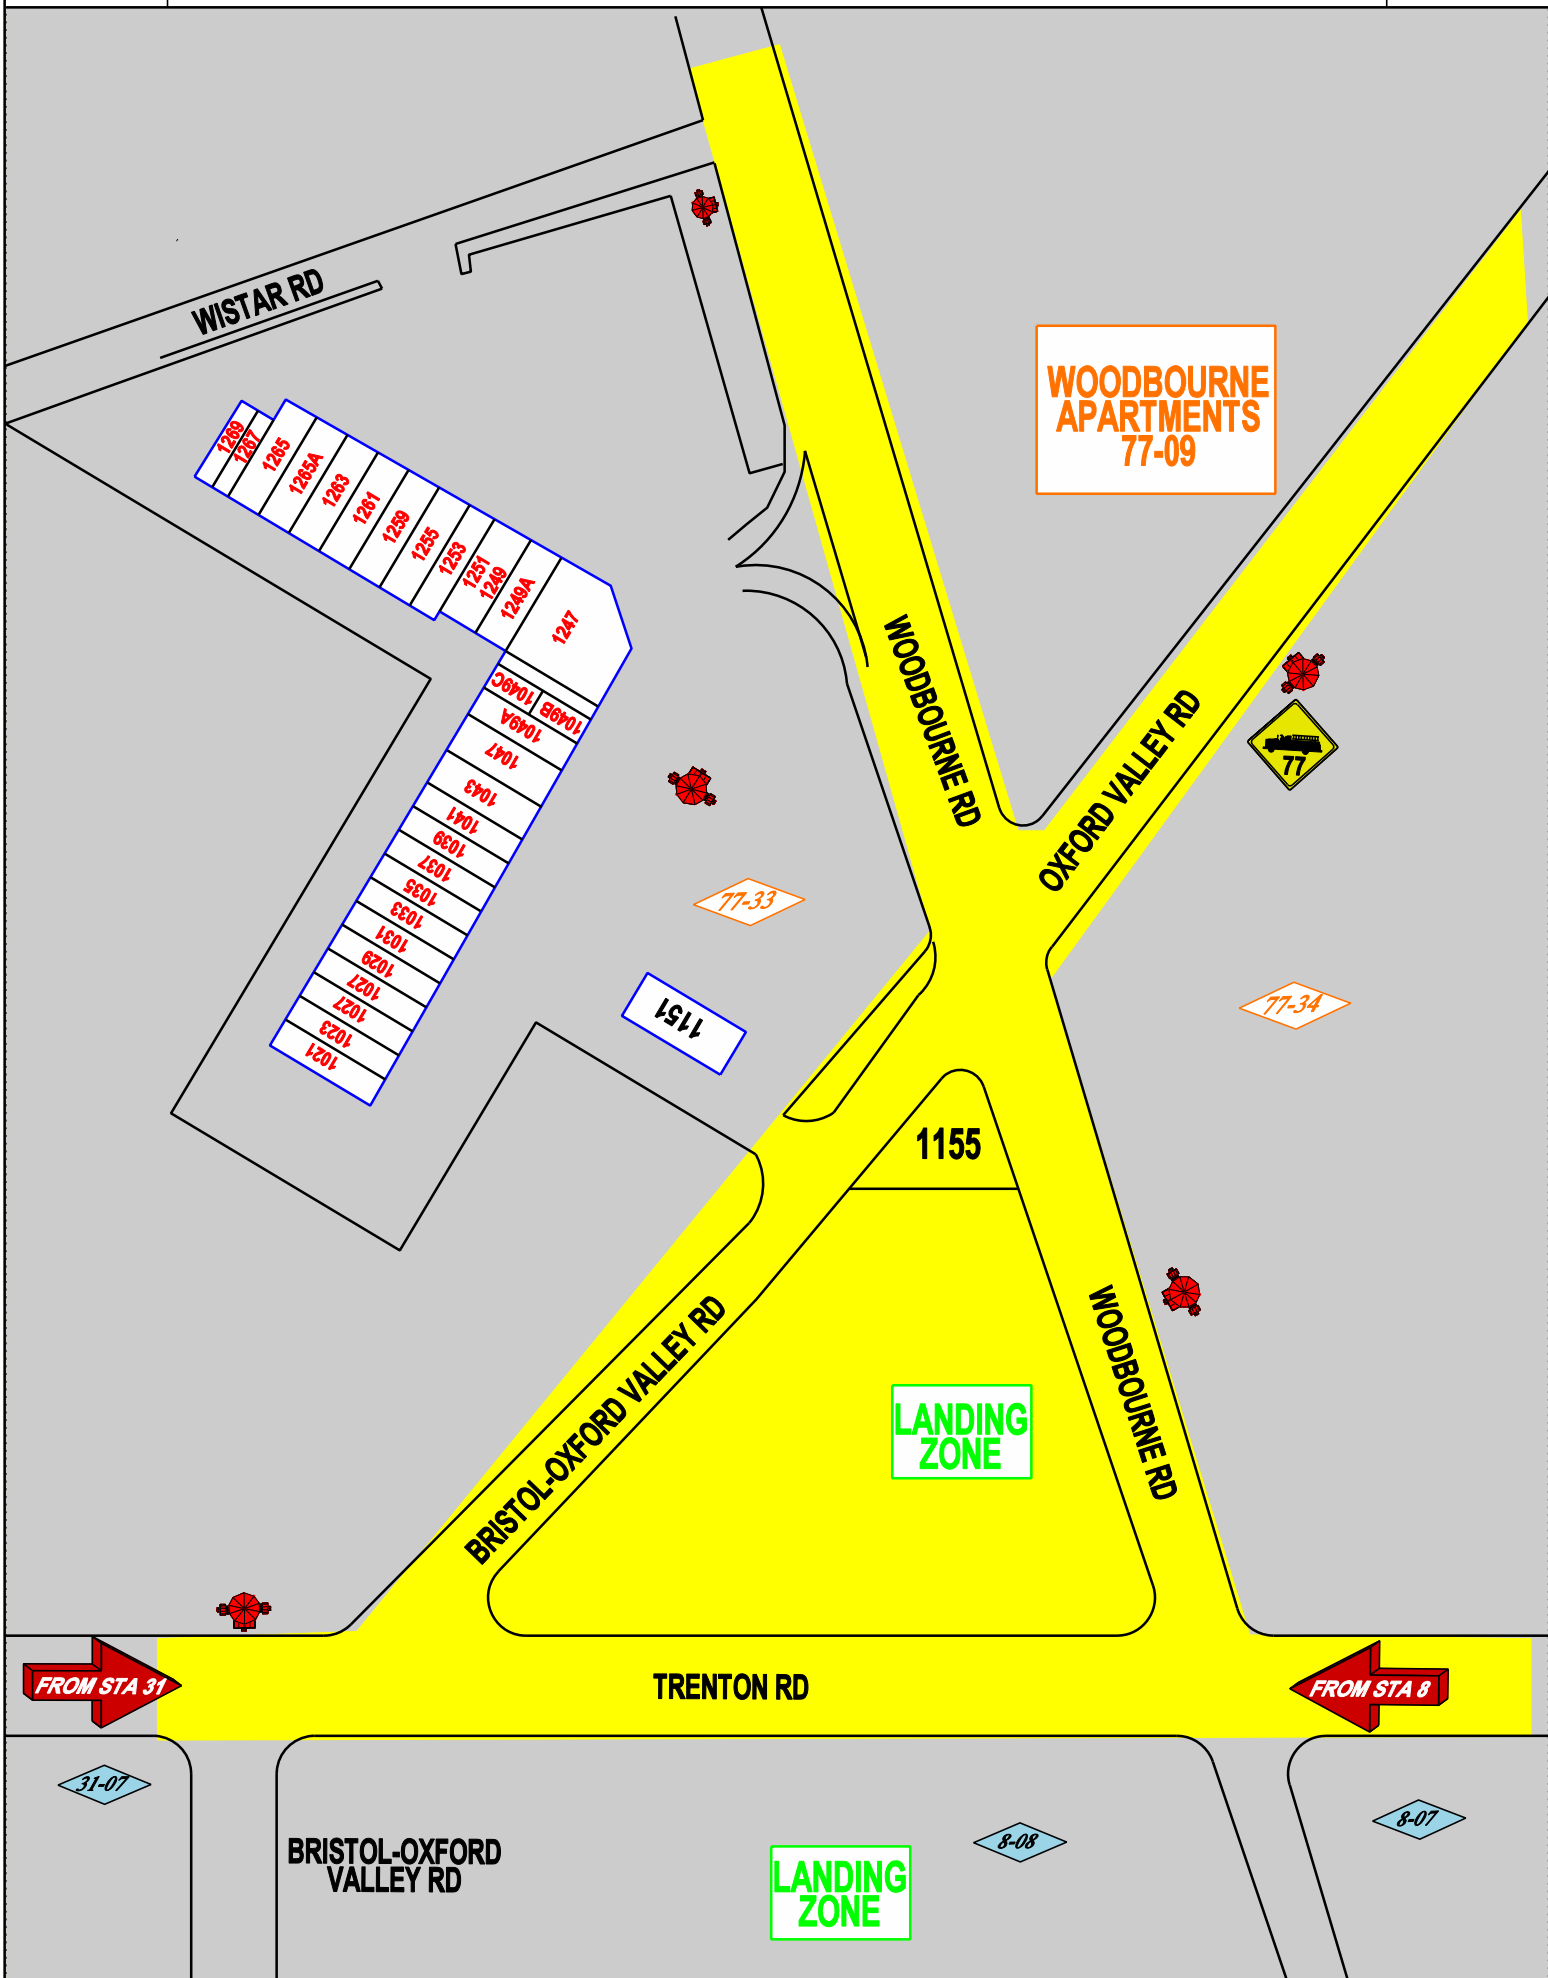 WISTAR RD
WOODBOURNE
APARTMENTS
77-09
1269
1267
1265
1265A
1263
1261
1259
1255
1253
1251
1249
1249A
1247
1049C
1049B
1049A
1047
1043
1041
1039
1037
1035
1033
1031
1029
1027
1027
1023
1021
WOODBOURNE RD
OXFORD VALLEY RD
77
77-33
77-34
1151
1155
BRISTOL-OXFORD VALLEY RD
WOODBOURNE RD
LANDING
ZONE
FROM STA 31
TRENTON RD
FROM STA 8
31-07
8-08
8-07
BRISTOL-OXFORD
VALLEY RD
LANDING
ZONE